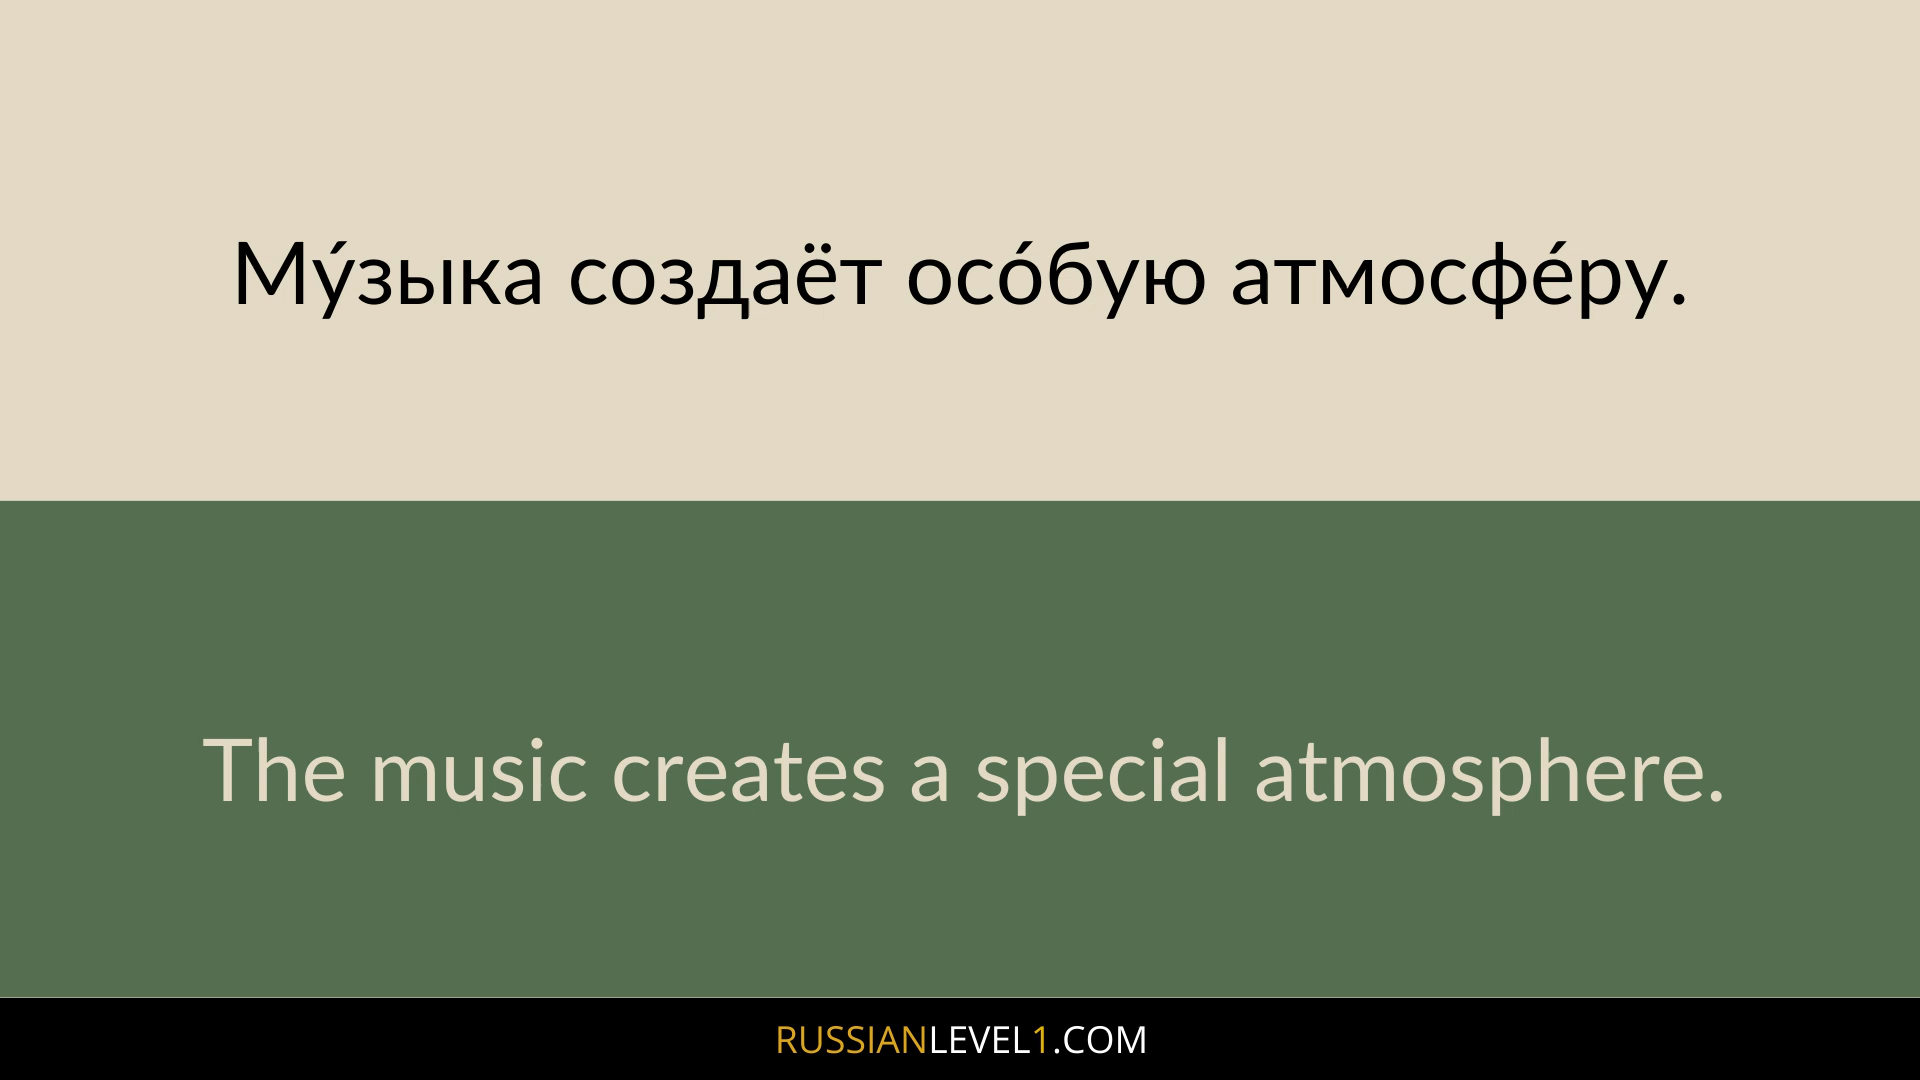 Му́зыка создаёт осо́бую атмосфе́ру.
The music creates a special atmosphere.
RUSSIANLEVEL1.COM